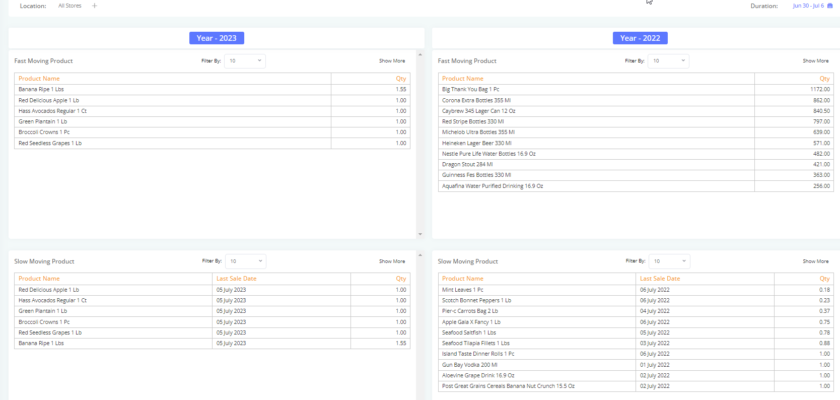 Location: All Stores +
Duration: Jun 30 - Jul 6
Year - 2023
Fast Moving Product Filter By: 10 Show More
Product Name Qty
Banana Ripe 1 Lbs 1.55
Red Delicious Apple 1 Lb 1.00
Hass Avocados Regular 1 Ct 1.00
Green Plantain 1 Lb 1.00
Broccoli Crowns 1 Pc 1.00
Red Seedless Grapes 1 Lb 1.00
Year - 2022
Fast Moving Product Filter By: 10 Show More
Product Name Qty
Big Thank You Bag 1 Pc 1172.00
Corona Extra Bottles 355 Ml 862.00
Caybrew 345 Lager Can 12 Oz 840.50
Red Stripe Bottles 330 Ml 797.00
Michelob Ultra Bottles 355 Ml 639.00
Heineken Lager Beer 330 Ml 571.00
Nestle Pure Life Water Bottles 16.9 Oz 482.00
Dragon Stout 284 Ml 421.00
Guinness Fes Bottles 330 Ml 363.00
Aquafina Water Purified Drinking 16.9 Oz 256.00
Slow Moving Product Filter By: 10 Show More
Product Name Last Sale Date Qty
Red Delicious Apple 1 Lb 05 July 2023 1.00
Hass Avocados Regular 1 Ct 05 July 2023 1.00
Green Plantain 1 Lb 05 July 2023 1.00
Broccoli Crowns 1 Pc 05 July 2023 1.00
Red Seedless Grapes 1 Lb 05 July 2023 1.00
Banana Ripe 1 Lbs 05 July 2023 1.55
Slow Moving Product Filter By: 10 Show More
Product Name Last Sale Date Qty
Mint Leaves 1 Pc 06 July 2022 0.18
Scotch Bonnet Peppers 1 Lb 06 July 2022 0.23
Pier-c Carrots Bag 2 Lb 04 July 2022 0.37
Apple Gala X Fancy 1 Lb 06 July 2022 0.75
Seafood Saltfish 1 Lbs 05 July 2022 0.78
Seafood Tilapia Fillets 1 Lbs 03 July 2022 0.88
Island Taste Dinner Rolls 1 Pc 06 July 2022 1.00
Gun Bay Vodka 200 Ml 01 July 2022 1.00
Aloevine Grape Drink 16.9 Oz 02 July 2022 1.00
Post Great Grains Cereals Banana Nut Crunch 15.5 Oz 02 July 2022 1.00